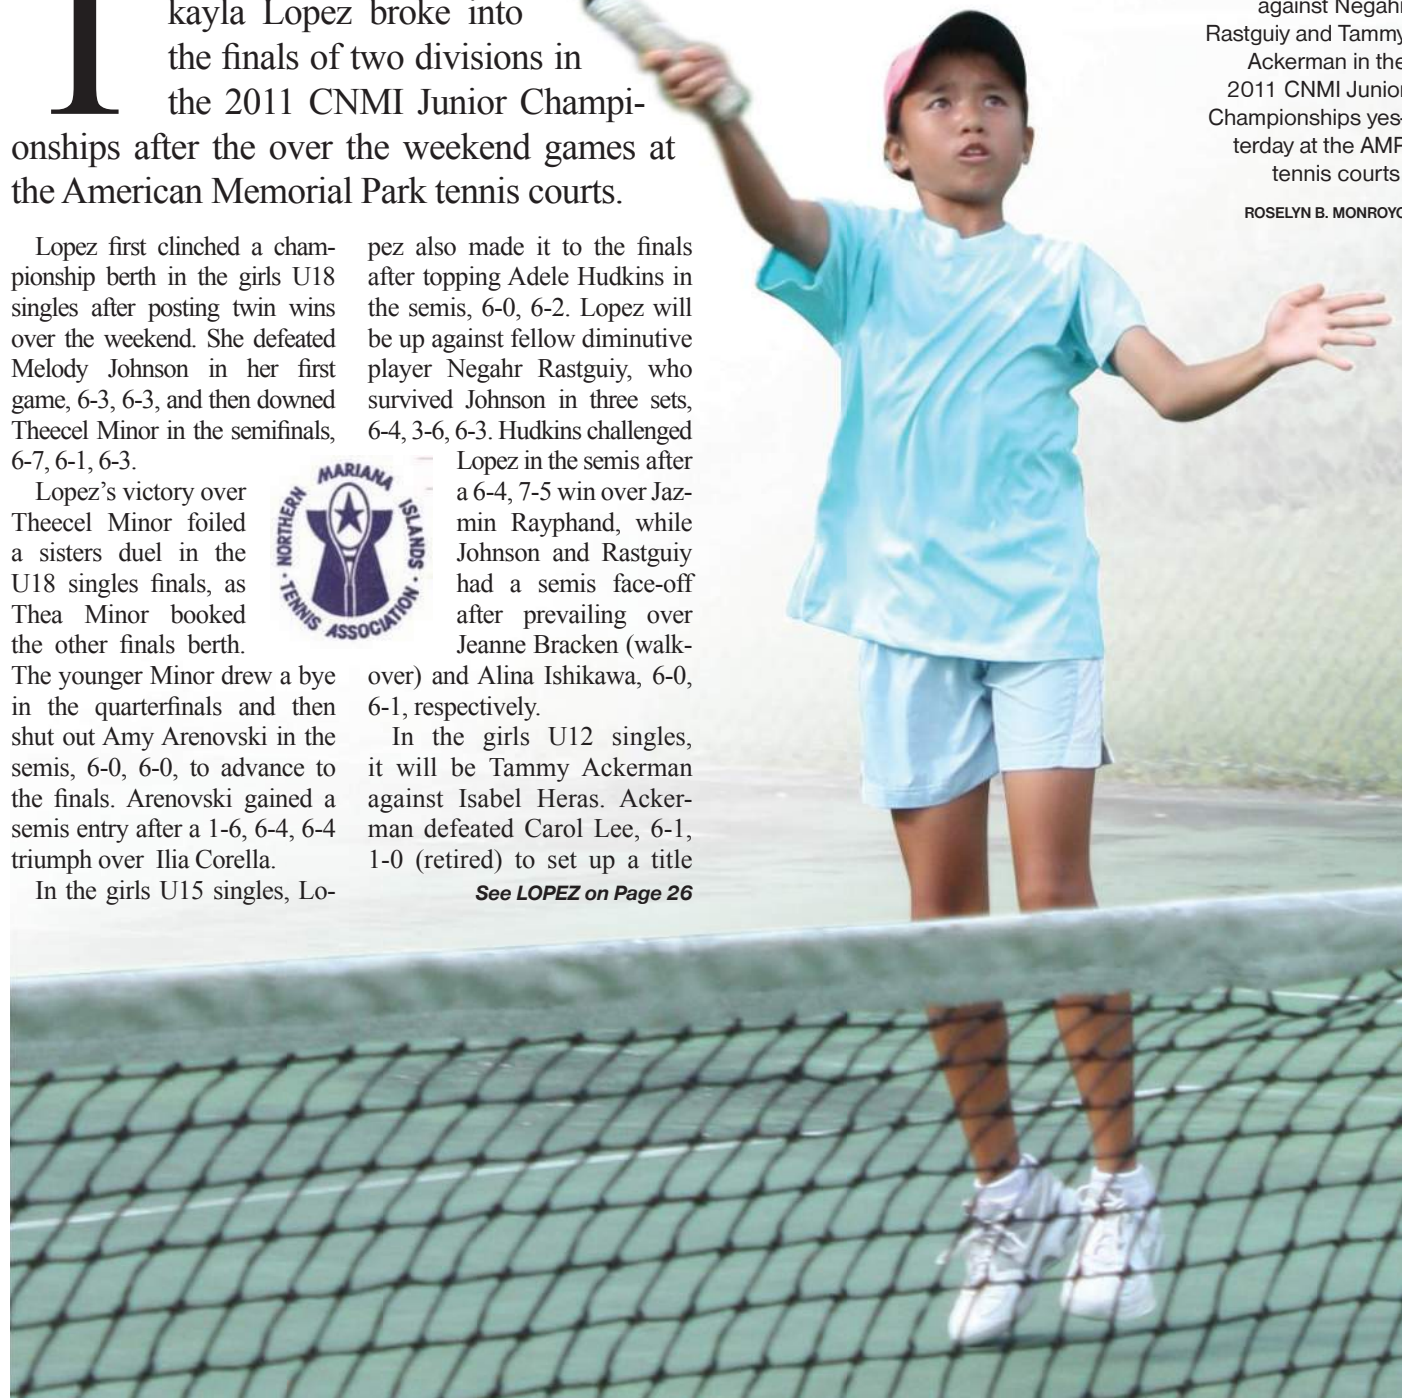 kayla Lopez broke into
the finals of two divisions in
the 2011 CNMI Junior Champi-
onships after the over the weekend games at
the American Memorial Park tennis courts.
Lopez first clinched a cham-
pionship berth in the girls U18
singles after posting twin wins
over the weekend. She defeated
Melody Johnson in her first
game, 6-3, 6-3, and then downed
Theecel Minor in the semifinals,
6-7, 6-1, 6-3.
Lopez’s victory over
Theecel Minor foiled
a sisters duel in the
U18 singles finals, as
Thea Minor booked
the other finals berth.
The younger Minor drew a bye
in the quarterfinals and then
shut out Amy Arenovski in the
semis, 6-0, 6-0, to advance to
the finals. Arenovski gained a
semis entry after a 1-6, 6-4, 6-4
triumph over Ilia Corella.
In the girls U15 singles, Lo-
pez also made it to the finals
after topping Adele Hudkins in
the semis, 6-0, 6-2. Lopez will
be up against fellow diminutive
player Negahr Rastguiy, who
survived Johnson in three sets,
6-4, 3-6, 6-3. Hudkins challenged
Lopez in the semis after
a 6-4, 7-5 win over Jaz-
min Rayphand, while
Johnson and Rastguiy
had a semis face-off
after prevailing over
Jeanne Bracken (walk-
over) and Alina Ishikawa, 6-0,
6-1, respectively.
In the girls U12 singles,
it will be Tammy Ackerman
against Isabel Heras. Acker-
man defeated Carol Lee, 6-1,
1-0 (retired) to set up a title
See LOPEZ on Page 26
· NORTHERN MARIANA ISLANDS ·
TENNIS ASSOCIATION
against Negahr
Rastguiy and Tammy
Ackerman in the
2011 CNMI Junior
Championships yes-
terday at the AMP
tennis courts.
ROSELYN B. MONROYO